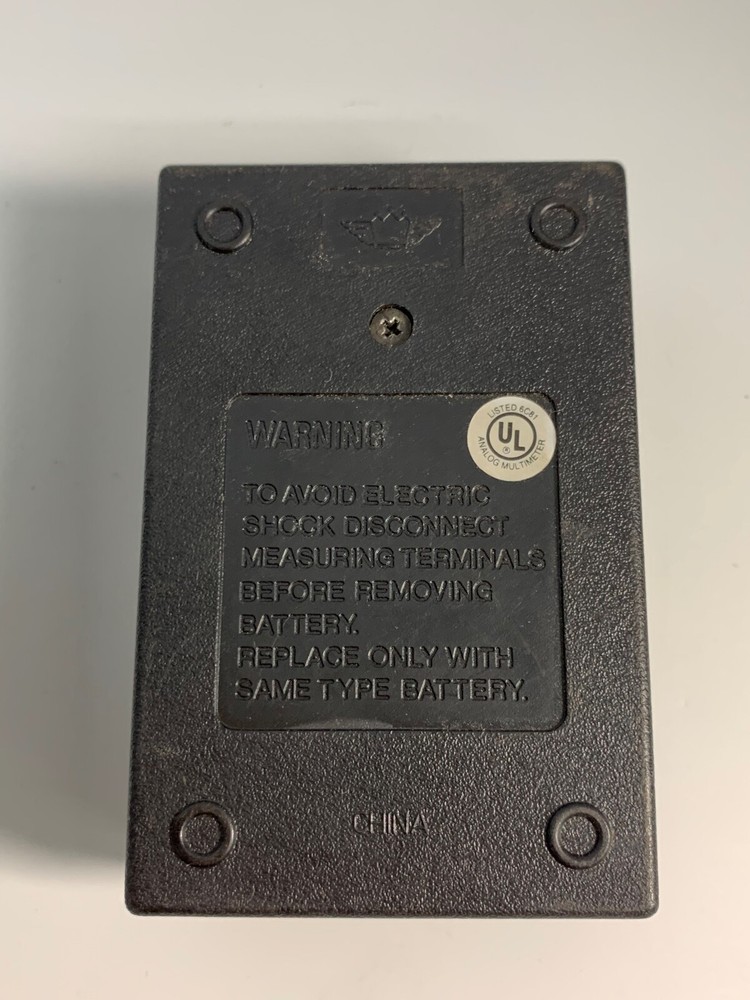 WARNING
LISTED 6C81
UL
®
ANALOG MULTIMETER
TO AVOID ELECTRIC
SHOCK DISCONNECT
MEASURING TERMINALS
BEFORE REMOVING
BATTERY.
REPLACE ONLY WITH
SAME TYPE BATTERY.
CHINA